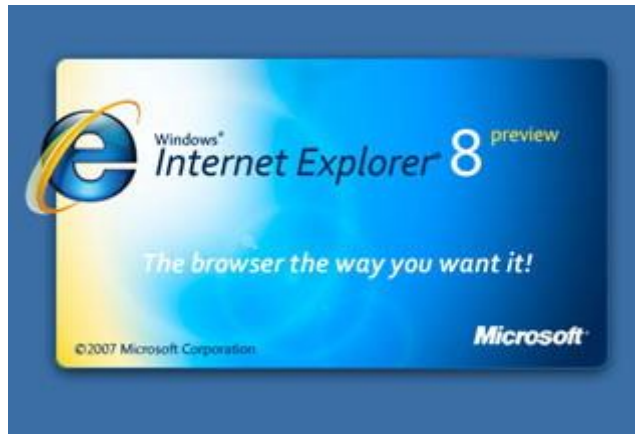 Windows®
Internet Explorer® 8 preview
The browser the way you want it!
©2007 Microsoft Corporation
Microsoft®